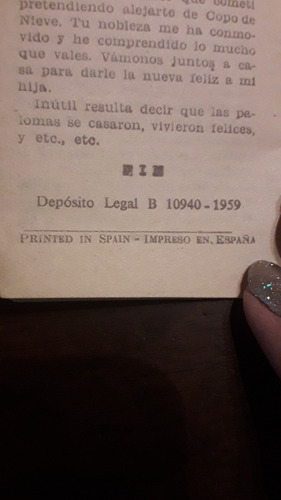 que cometí
pretendiendo alejarte de Copo de
Nieve. Tu nobleza me ha conmo-
vido y he comprendido lo mucho
que vales. Vámonos juntos a ca-
sa para darle la nueva feliz a mi
hija.
Inútil resulta decir que las pa-
lomas se casaron, vivieron felices,
y etc., etc.
FIN
Depósito Legal B 10940-1959
PRINTED IN SPAIN - IMPRESO EN, ESPAÑA